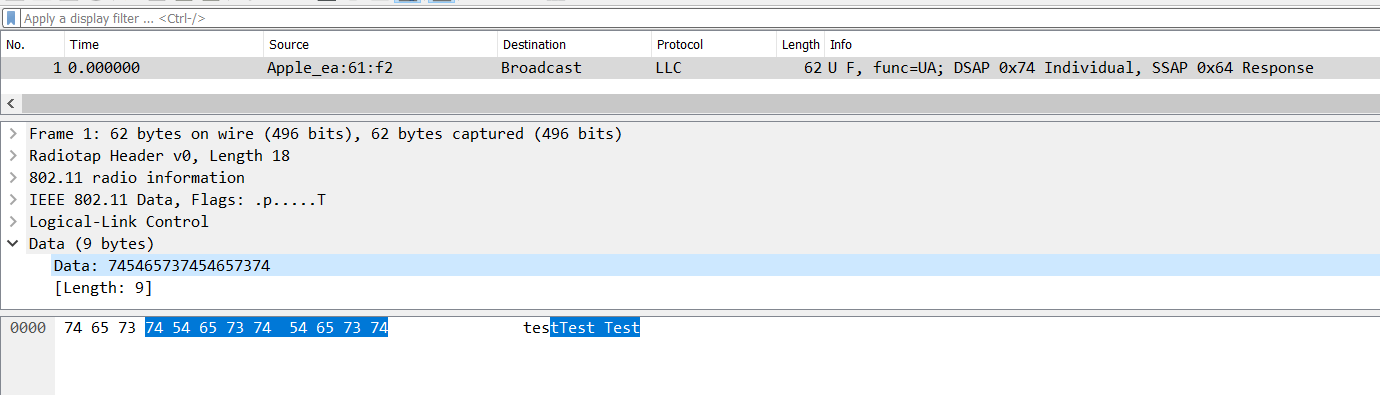 Apply a display filter ... <Ctrl-/>
No. Time Source Destination Protocol Length Info
1 0.000000 Apple_ea:61:f2 Broadcast LLC 62 U F, func=UA; DSAP 0x74 Individual, SSAP 0x64 Response
Frame 1: 62 bytes on wire (496 bits), 62 bytes captured (496 bits)
Radiotap Header v0, Length 18
802.11 radio information
IEEE 802.11 Data, Flags: .p.....T
Logical-Link Control
Data (9 bytes)
Data: 745465737454657374
[Length: 9]
0000 74 65 73 74 54 65 73 74 54 65 73 74 testTest Test